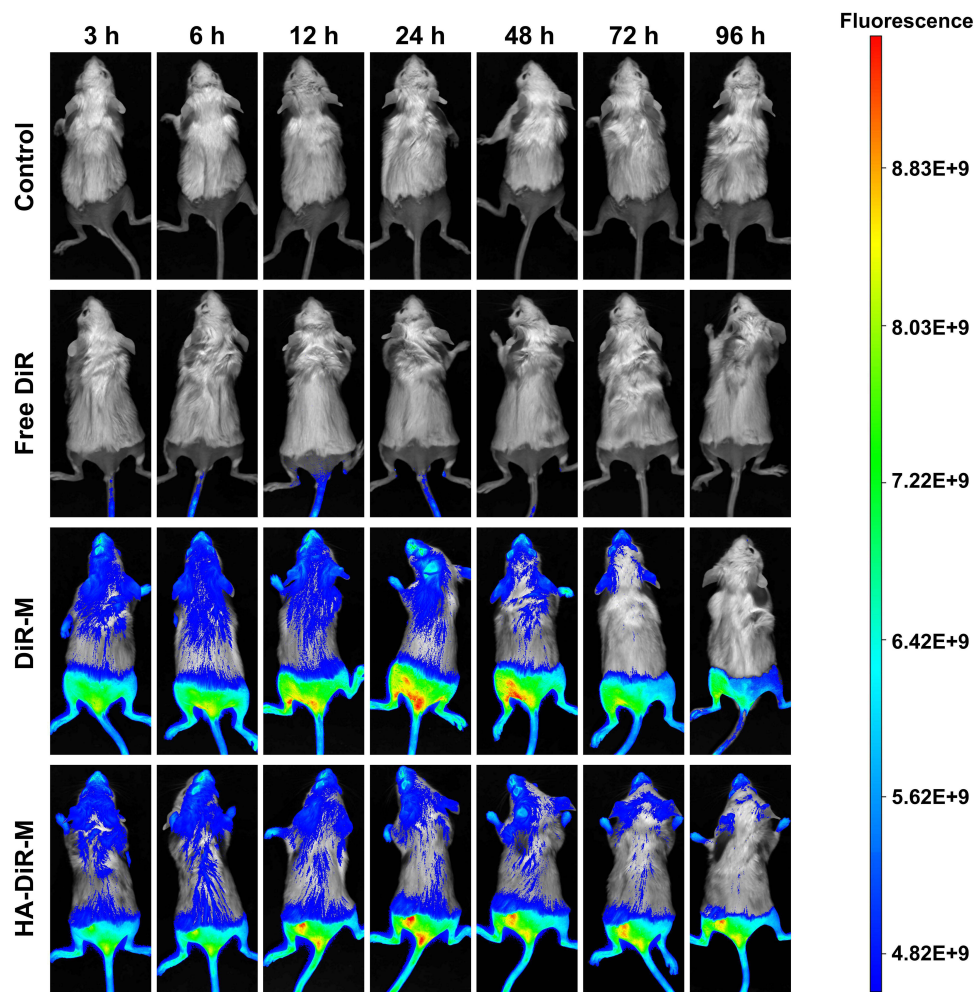 Fluorescence
3 h 6 h 12 h 24 h 48 h 72 h 96 h
Control
Free DiR
DiR-M
HA-DiR-M
8.83E+9
8.03E+9
7.22E+9
6.42E+9
5.62E+9
4.82E+9